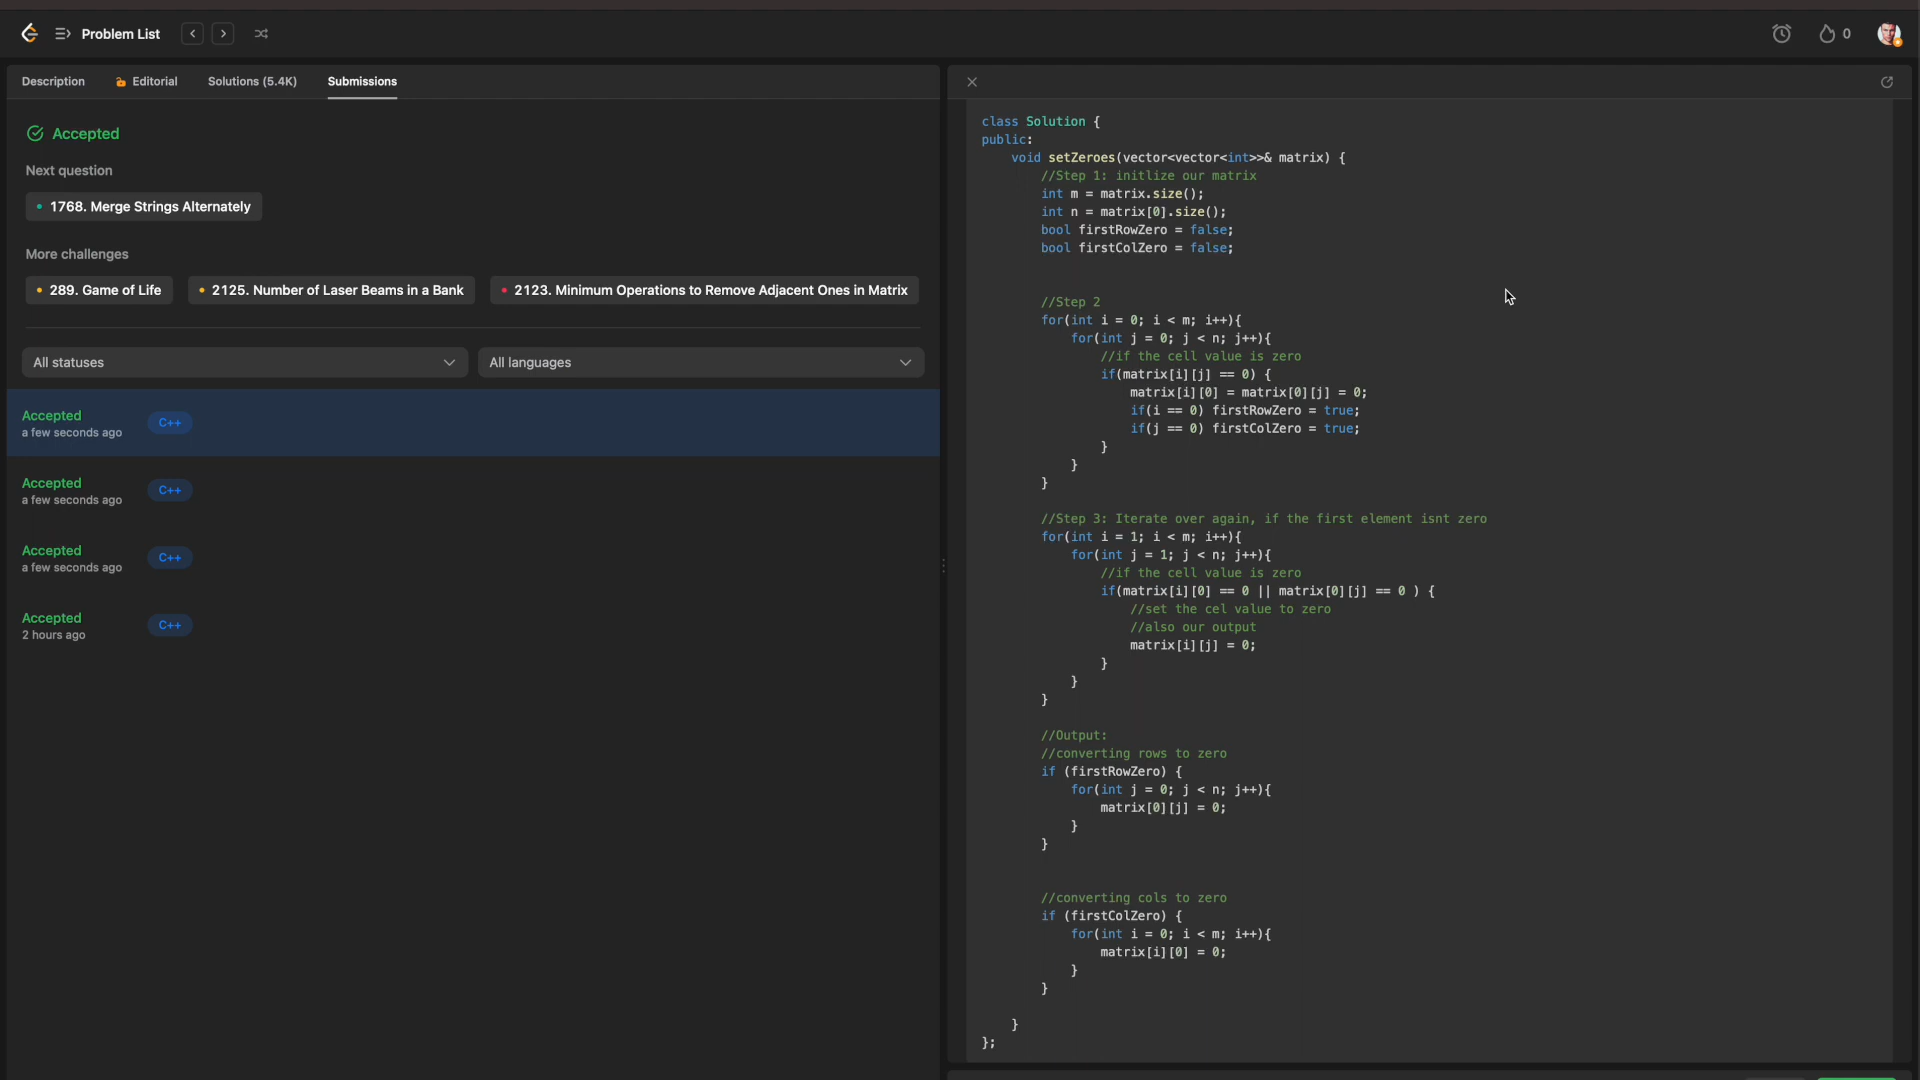 Problem List
0
Description
Editorial
Solutions (5.4K)
Submissions
Accepted
Next question
1768. Merge Strings Alternately
More challenges
289. Game of Life
2125. Number of Laser Beams in a Bank
2123. Minimum Operations to Remove Adjacent Ones in Matrix
All statuses
All languages
Accepted
a few seconds ago
C++
Accepted
a few seconds ago
C++
Accepted
a few seconds ago
C++
Accepted
2 hours ago
C++
class Solution {
public:
    void setZeroes(vector<vector<int>>& matrix) {
        //Step 1: initlize our matrix
        int m = matrix.size();
        int n = matrix[0].size();
        bool firstRowZero = false;
        bool firstColZero = false;
        //Step 2
        for(int i = 0; i < m; i++){
            for(int j = 0; j < n; j++){
                //if the cell value is zero
                if(matrix[i][j] == 0) {
                    matrix[i][0] = matrix[0][j] = 0;
                    if(i == 0) firstRowZero = true;
                    if(j == 0) firstColZero = true;
                }
            }
        }
        //Step 3: Iterate over again, if the first element isnt zero
        for(int i = 1; i < m; i++){
            for(int j = 1; j < n; j++){
                //if the cell value is zero
                if(matrix[i][0] == 0 || matrix[0][j] == 0 ) {
                    //set the cel value to zero
                    //also our output
                    matrix[i][j] = 0;
                }
            }
        }
        //Output:
        //converting rows to zero
        if (firstRowZero) {
            for(int j = 0; j < n; j++){
                matrix[0][j] = 0;
            }
        }
        //converting cols to zero
        if (firstColZero) {
            for(int i = 0; i < m; i++){
                matrix[i][0] = 0;
            }
        }
    }
};